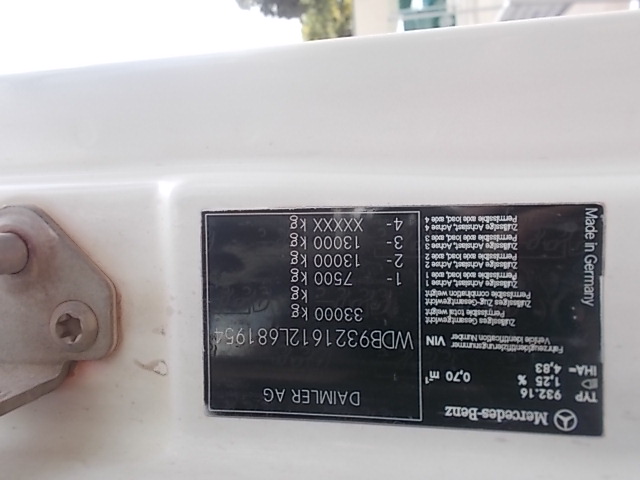 Mercedes-Benz
TYP 932.16
1,25 %
IHA= 4,83 0,70 m¹
DAIMLER AG
Fahrzeugidentifizierungsnummer
Vehicle Identification Number VIN
WDB9321612L681954
Zulässiges Gesamtgewicht
Permissible total weight
33000 kg
Zulässiges Zug-Gesamtgewicht
Permissible combination weight
kg
Zulässige Achslast, Achse 1
Permissible axle load, axle 1
1- 7500 kg
Zulässige Achslast, Achse 2
Permissible axle load, axle 2
2- 13000 kg
Zulässige Achslast, Achse 3
Permissible axle load, axle 3
3- 13000 kg
Zulässige Achslast, Achse 4
Permissible axle load, axle 4
4- XXXXX kg
Made in Germany